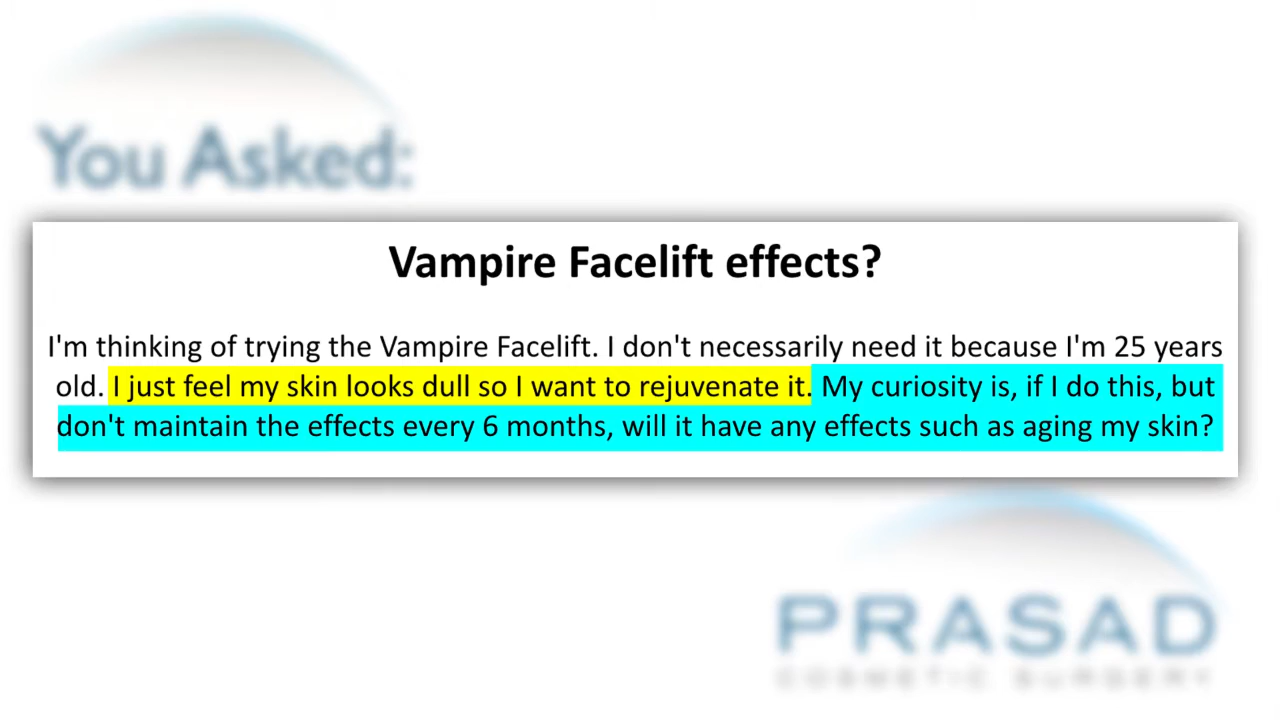 You Asked:
Vampire Facelift effects?
I'm thinking of trying the Vampire Facelift. I don't necessarily need it because I'm 25 years
old. I just feel my skin looks dull so I want to rejuvenate it. My curiosity is, if I do this, but
don't maintain the effects every 6 months, will it have any effects such as aging my skin?
PRASAD
COSMETIC SURGERY